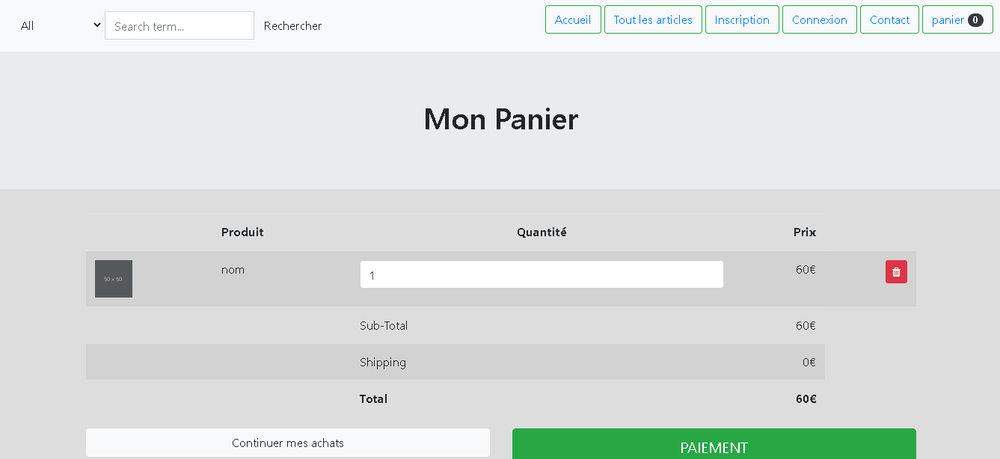 All Search term... Rechercher Accueil Tout les articles Inscription Connexion Contact panier 0
Mon Panier
Produit Quantité Prix
50 x 50 nom 1 60€
Sub-Total 60€
Shipping 0€
Total 60€
Continuer mes achats PAIEMENT